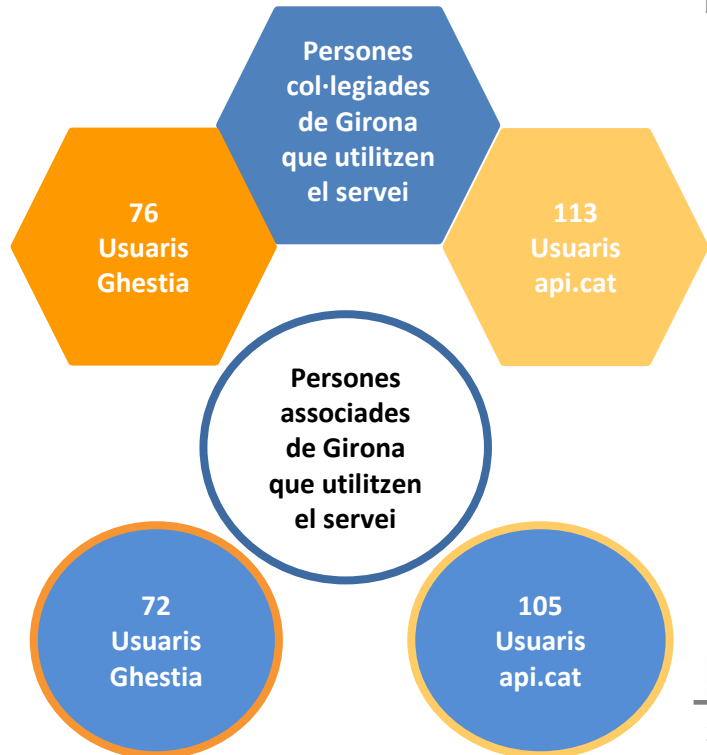 Persones
col·legiades
de Girona
que utilitzen
el servei
76
Usuaris
Ghestia
113
Usuaris
api.cat
Persones
associades
de Girona
que utilitzen
el servei
72
Usuaris
Ghestia
105
Usuaris
api.cat